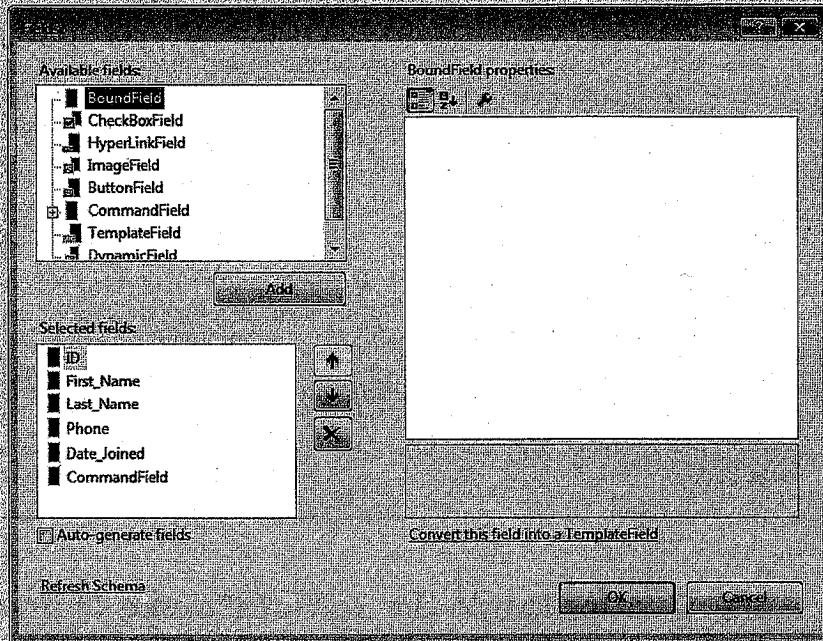 Fields
Available fields:
BoundField properties:
BoundField
CheckBoxField
HyperLinkField
ImageField
ButtonField
CommandField
TemplateField
DynamicField
Add
Selected fields:
ID
First_Name
Last_Name
Phone
Date_Joined
CommandField
Auto-generate fields
Convert this field into a TemplateField
Refresh Schema
OK
Cancel